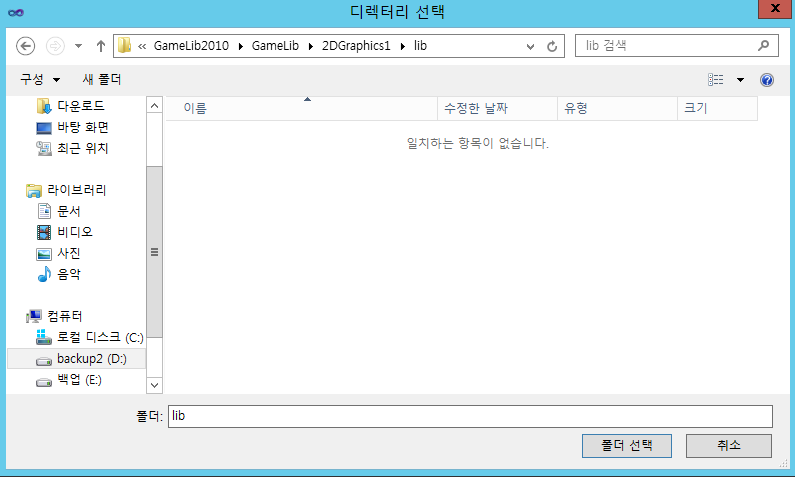 디렉터리 선택
« GameLib2010 GameLib 2DGraphics1 lib
lib 검색
구성 새 폴더
다운로드
바탕 화면
최근 위치
라이브러리
문서
비디오
사진
음악
컴퓨터
로컬 디스크 (C:)
backup2 (D:)
백업 (E:)
이름 수정한 날짜 유형 크기
일치하는 항목이 없습니다.
폴더: lib
폴더 선택 취소